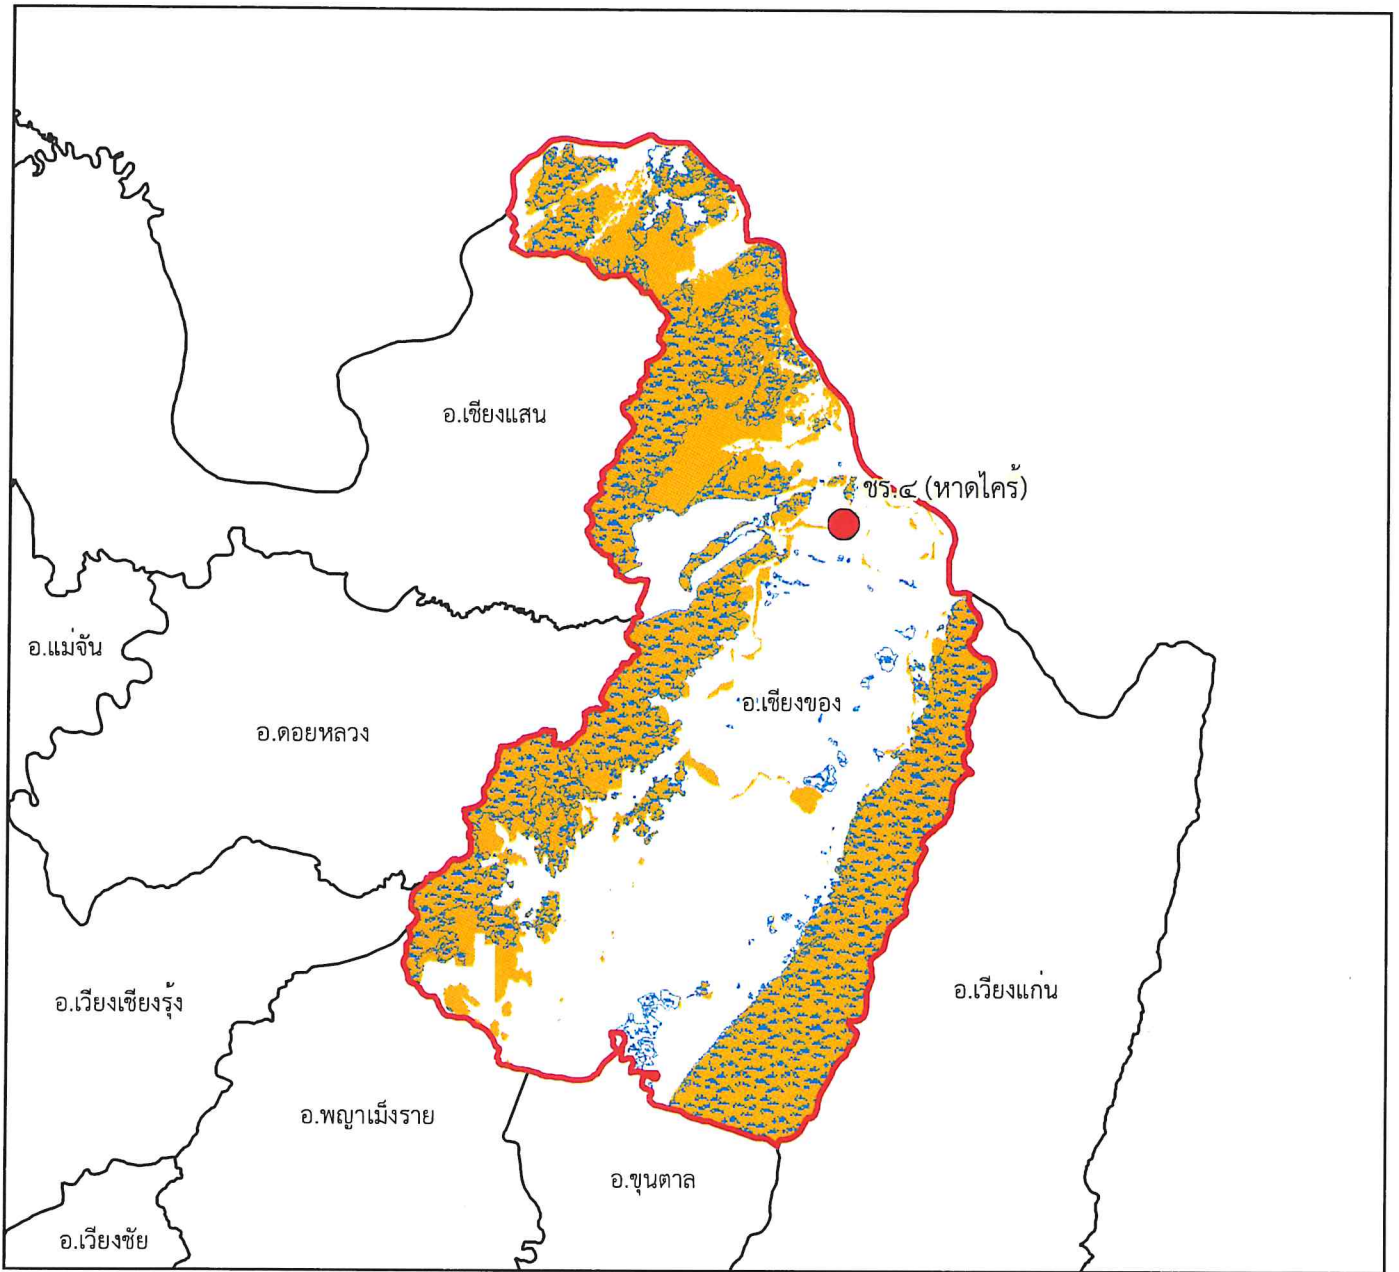 อ.เชียงแสน
ชร.๔ (หาดไคร้)
อ.แม่จัน
อ.ดอยหลวง
อ.เชียงของ
อ.เวียงเชียงรุ้ง
อ.เวียงแก่น
อ.พญาเม็งราย
อ.ขุนตาล
อ.เวียงชัย